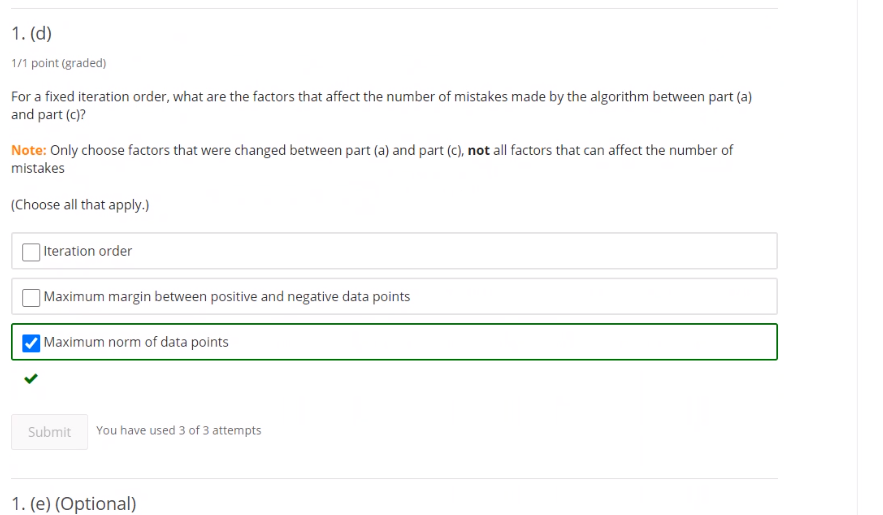 1. (d)
1/1 point (graded)
For a fixed iteration order, what are the factors that affect the number of mistakes made by the algorithm between part (a)
and part (c)?
Note: Only choose factors that were changed between part (a) and part (c), not all factors that can affect the number of
mistakes
(Choose all that apply.)
Iteration order
Maximum margin between positive and negative data points
Maximum norm of data points
Submit You have used 3 of 3 attempts
1. (e) (Optional)